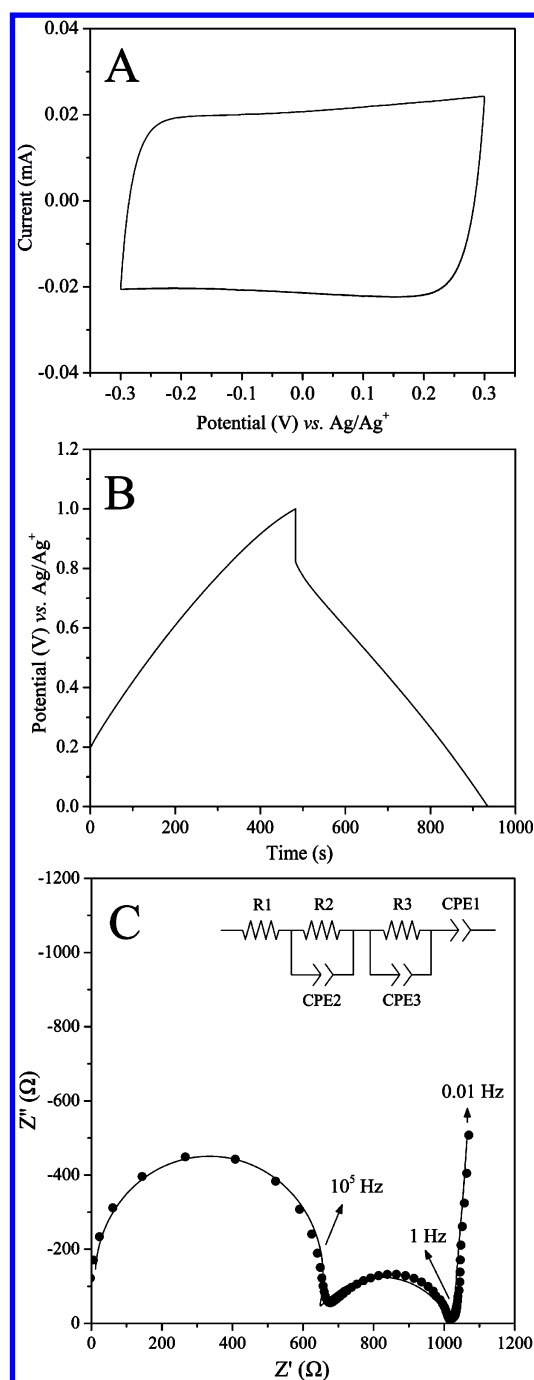 A
0.04
0.02
0.00
-0.02
-0.04
Current (mA)
-0.3 -0.2 -0.1 0.0 0.1 0.2 0.3
Potential (V) vs. Ag/Ag⁺
B
1.2
1.0
0.8
0.6
0.4
0.2
0.0
Potential (V) vs. Ag/Ag⁺
0 200 400 600 800 1000
Time (s)
C
-1200
-1000
-800
-600
-400
-200
0
Z'' (Ω)
R1 R2 R3 CPE1
CPE2 CPE3
0.01 Hz
10⁵ Hz
1 Hz
0 200 400 600 800 1000 1200
Z' (Ω)